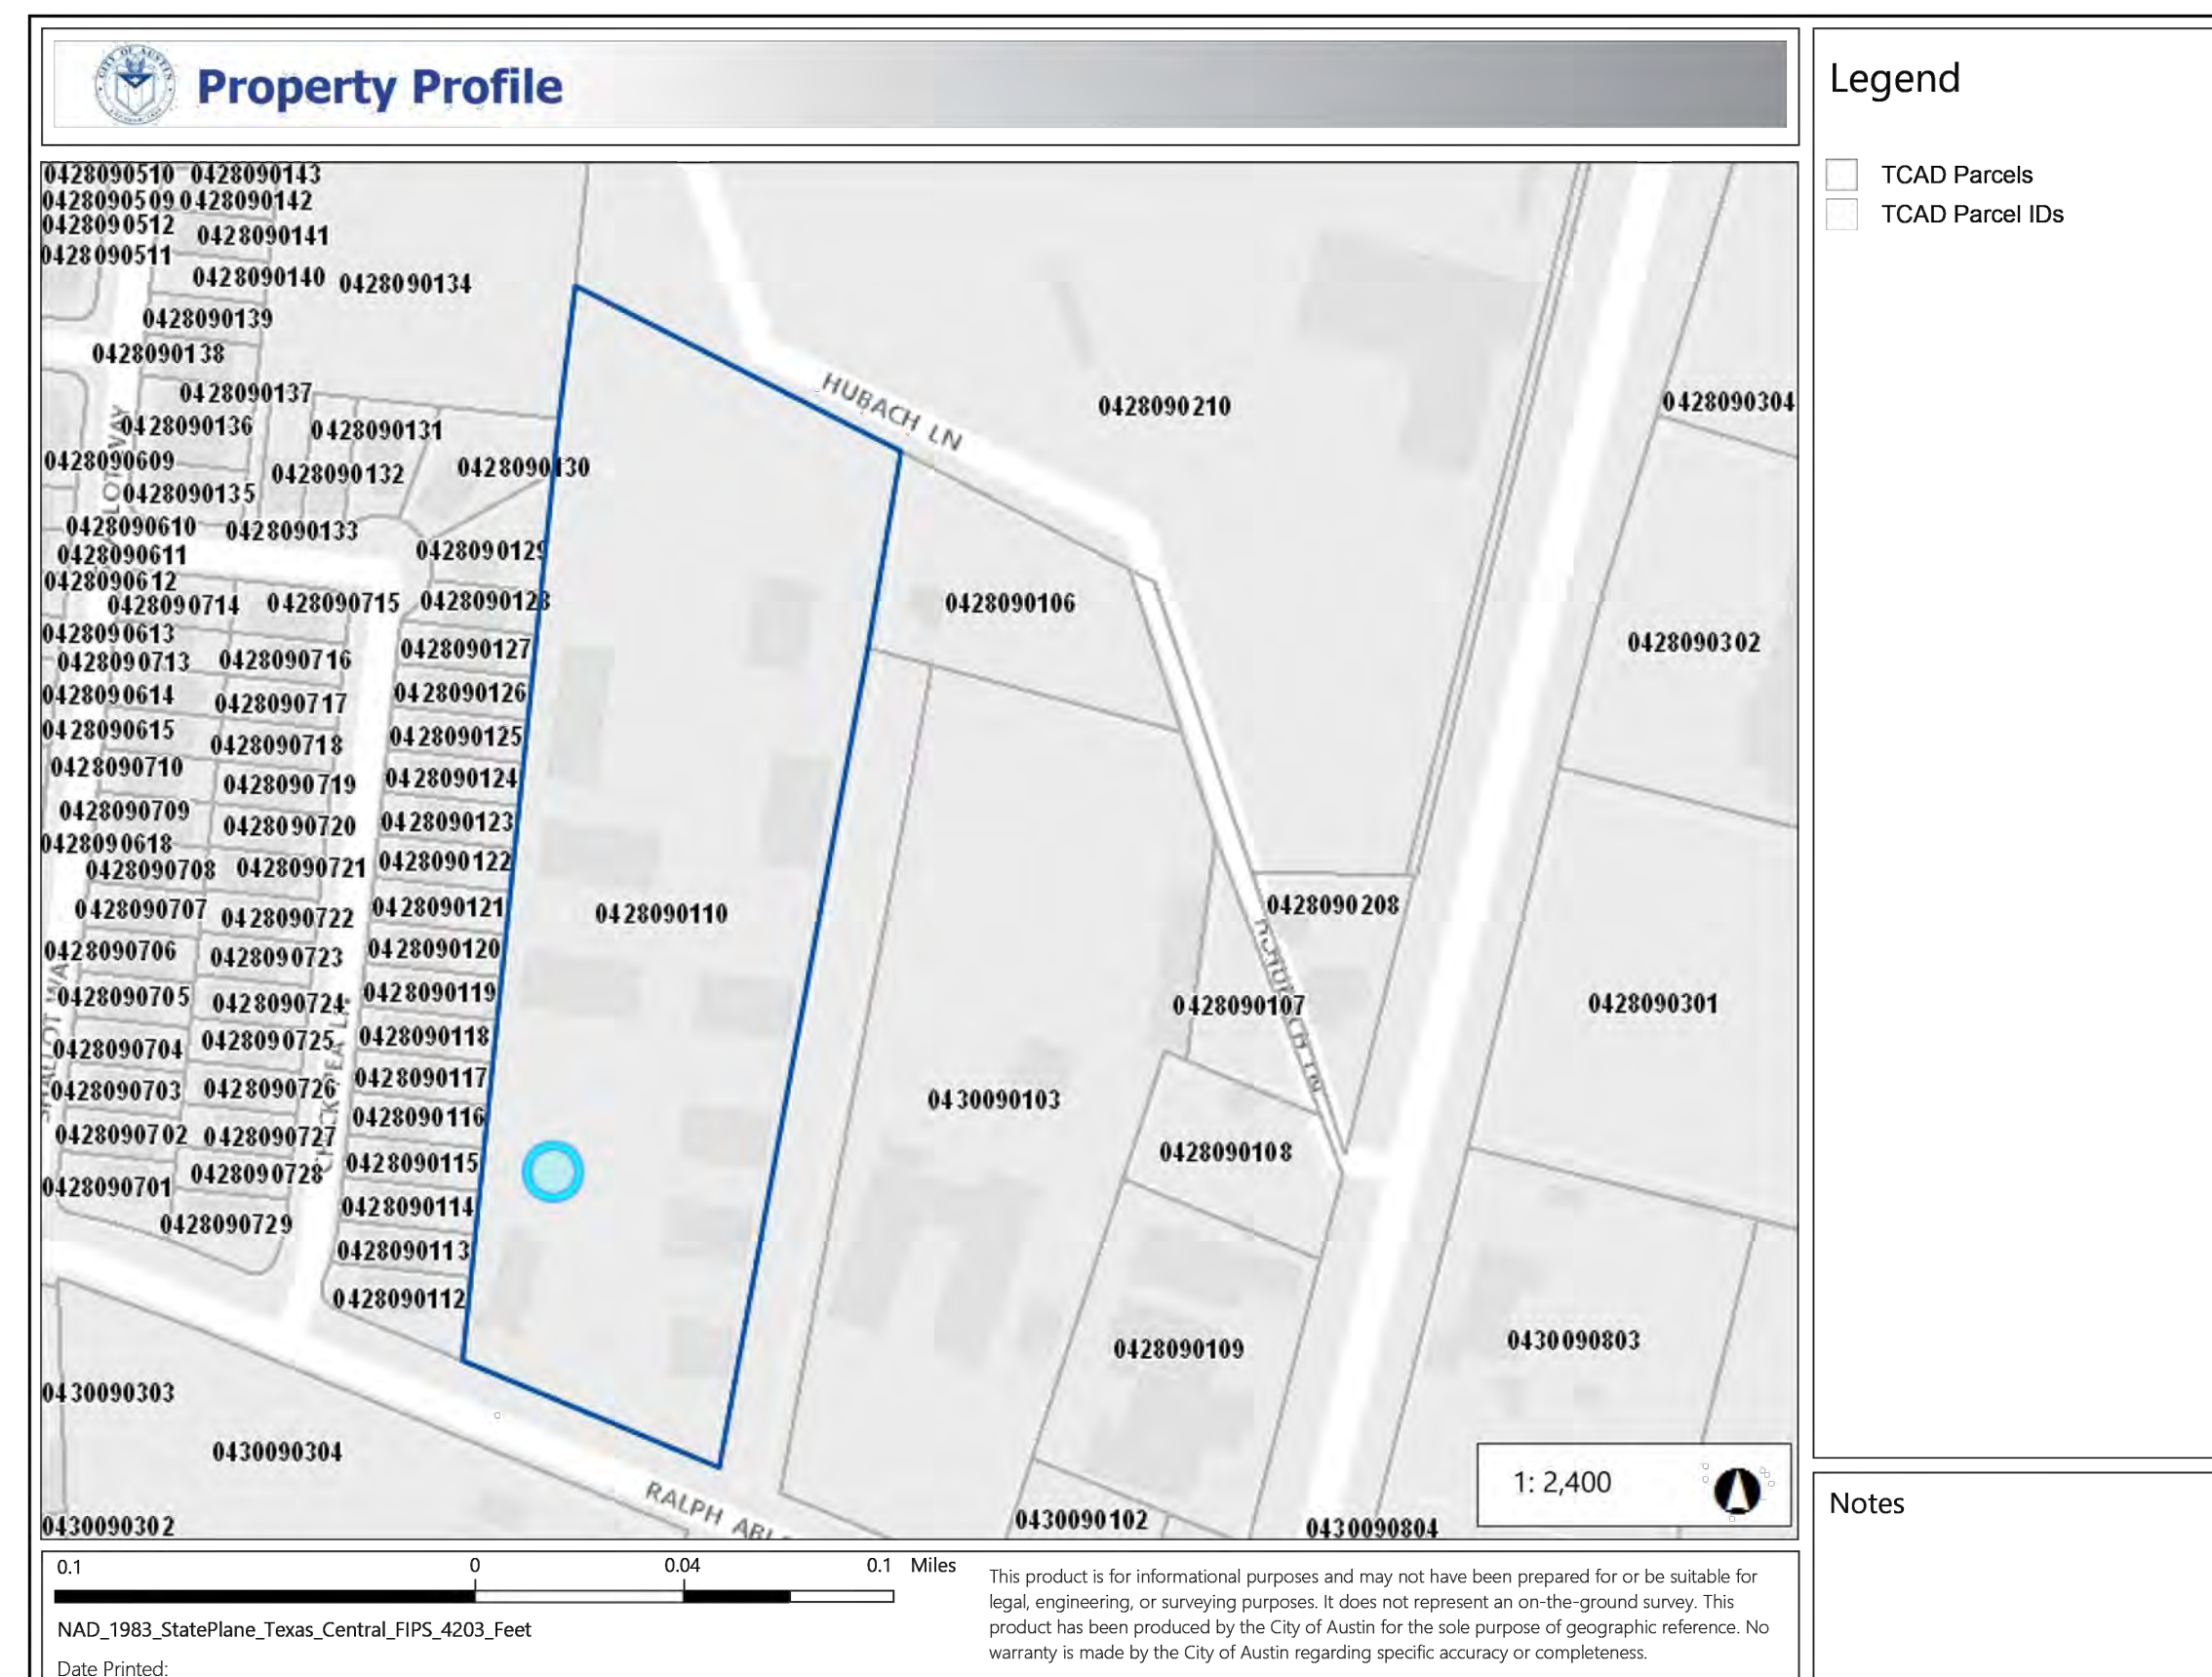 CITY OF AUSTIN
Property Profile
Legend
TCAD Parcels
TCAD Parcel IDs
0428090510 0428090143
0428090509 0428090142
0428090512
0428090141
0428090511
0428090140 0428090134
0428090139
0428090138
0428090137
0428090136 0428090131
0428090609 0428090132 0428090130
0428090135
0428090610 0428090133
0428090611 0428090129
0428090612
0428090714 0428090715 0428090128
0428090613
0428090713 0428090716 0428090127
0428090614 0428090717 0428090126
0428090615 0428090718 0428090125
0428090710 0428090719 0428090124
0428090709 0428090720 0428090123
0428090618
0428090708 0428090721 0428090122
0428090707 0428090722 0428090121
0428090706 0428090723 0428090120
0428090705 0428090724 0428090119
0428090704 0428090725 0428090118
0428090703 0428090726 0428090117
0428090702 0428090727 0428090116
0428090701 0428090728 0428090115
0428090729 0428090114
0428090113
0428090112
0428090110
HUBACH LN
0428090210
0428090304
0428090106
0428090302
0428090208
0428090107
0428090301
0430090103
0428090108
0428090109
0430090803
0430090303
0430090304
0430090302
RALPH
0430090102
0430090804
1: 2,400
Notes
0.1 0 0.04 0.1 Miles
NAD_1983_StatePlane_Texas_Central_FIPS_4203_Feet
Date Printed:
This product is for informational purposes and may not have been prepared for or be suitable for
legal, engineering, or surveying purposes. It does not represent an on-the-ground survey. This
product has been produced by the City of Austin for the sole purpose of geographic reference. No
warranty is made by the City of Austin regarding specific accuracy or completeness.